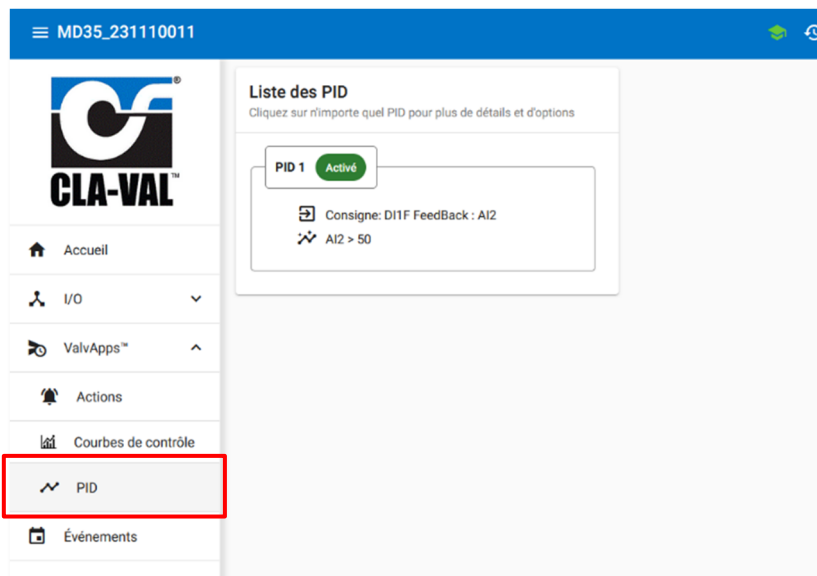 MD35_231110011
CLA-VAL™
®
Accueil
I/O
ValvApps™
Actions
Courbes de contrôle
PID
Événements
Liste des PID
Cliquez sur n'importe quel PID pour plus de détails et d'options
PID 1 Activé
Consigne: DI1F FeedBack : AI2
AI2 > 50